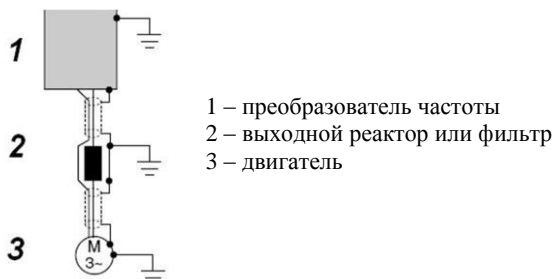 1
1 – преобразователь частоты
2
2 – выходной реактор или фильтр
3 – двигатель
3
M
3~